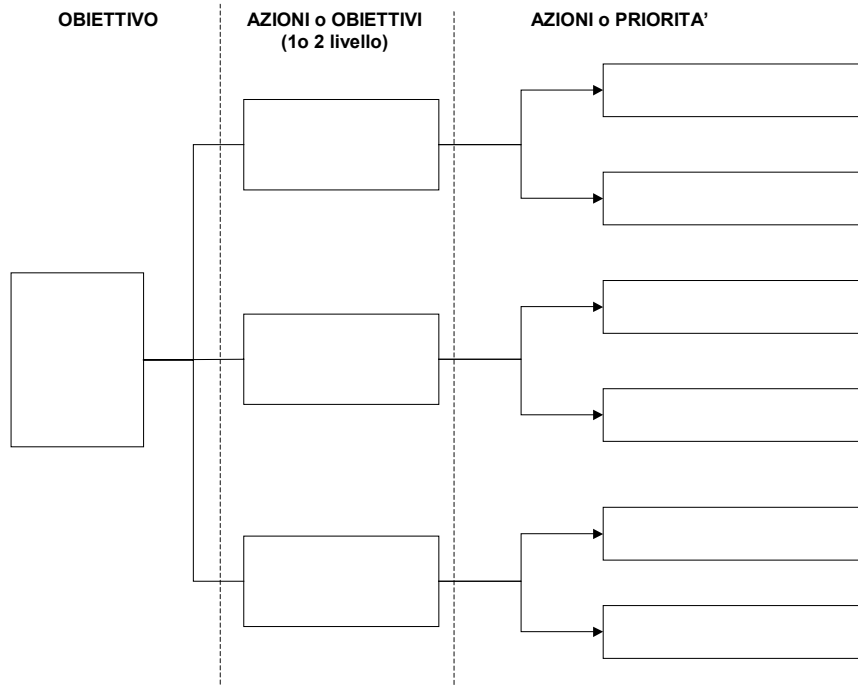 OBIETTIVO
AZIONI o OBIETTIVI
(1o 2 livello)
AZIONI o PRIORITA’